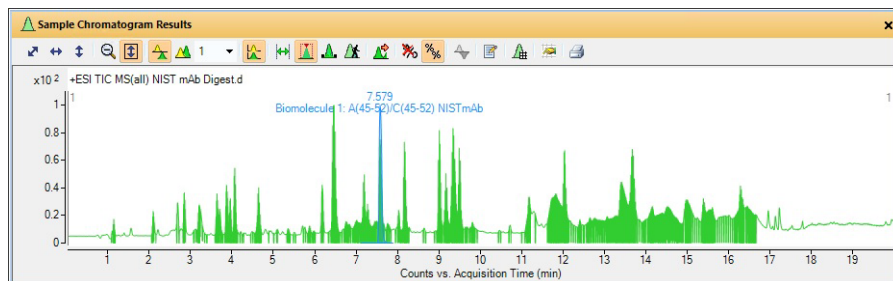 Sample Chromatogram Results
1
x10 2
+ESI TIC MS(all) NIST mAb Digest.d
1
7.579
1
Biomolecule 1: A(45-52)/C(45-52) NISTmAb
1
0.8
0.6
0.4
0.2
0
1 2 3 4 5 6 7 8 9 10 11 12 13 14 15 16 17 18 19
Counts vs. Acquisition Time (min)